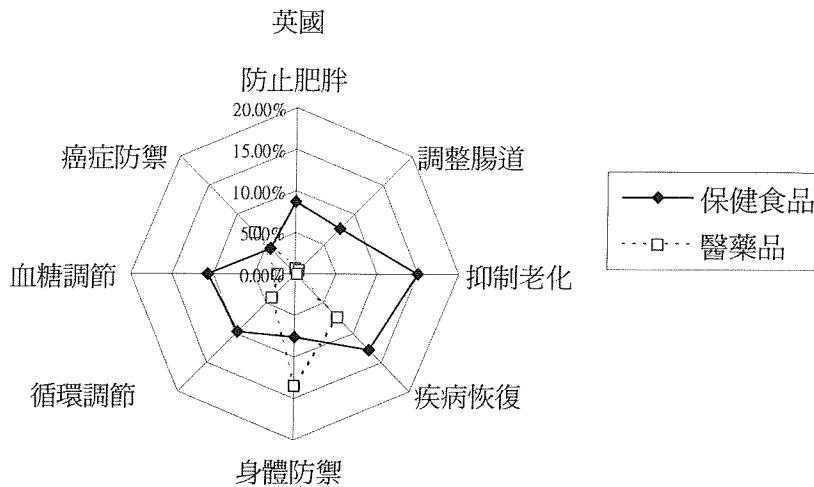 英國
防止肥胖
20.00%
癌症防禦
調整腸道
15.00%
10.00%
保健食品
5.00%
醫藥品
血糖調節
0.00%
抑制老化
循環調節
疾病恢復
身體防禦